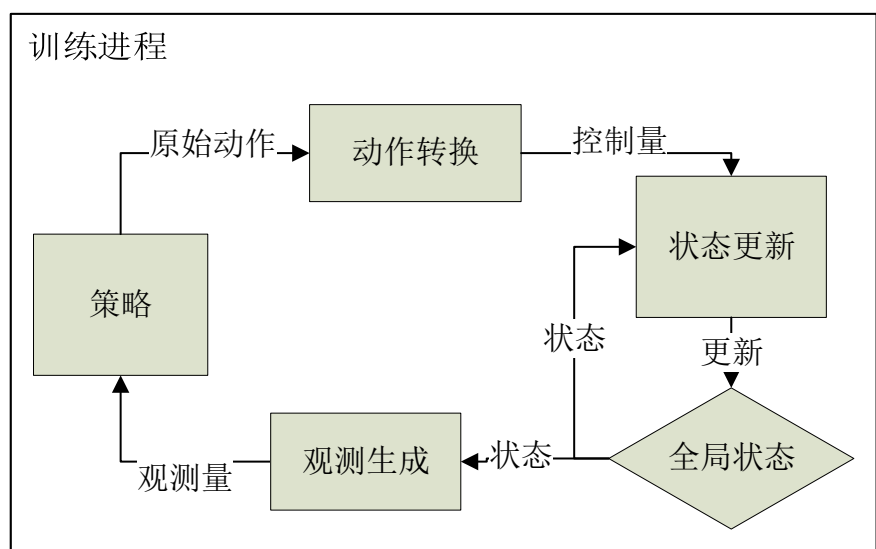 训练进程
原始动作
动作转换
控制量
状态更新
策略
状态
更新
观测量
观测生成
状态
全局状态